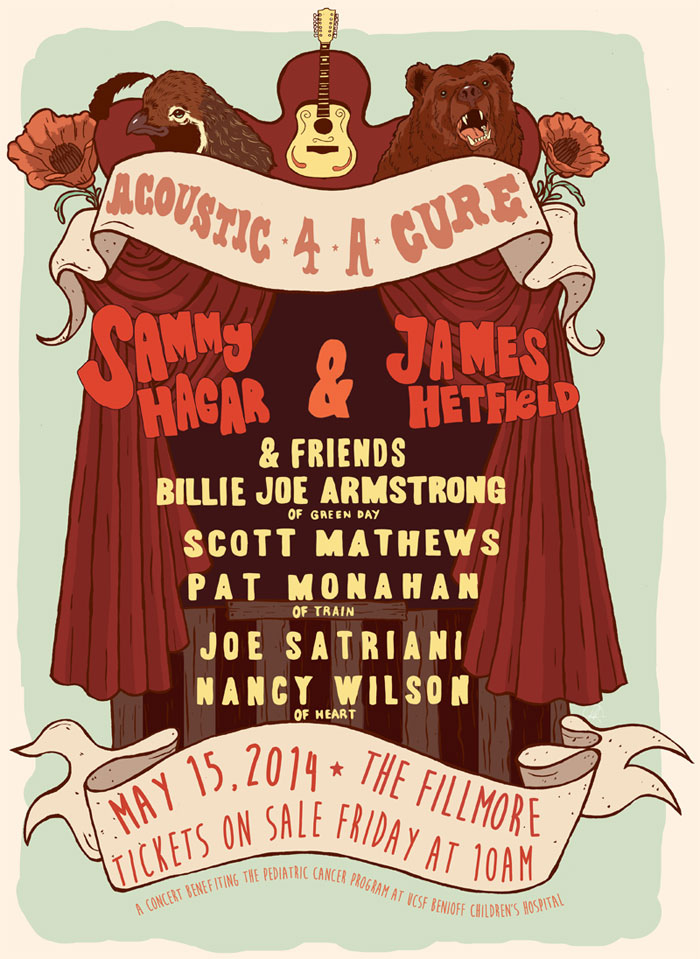 ACOUSTIC * 4 * A * CURE
SAMMY HAGAR & JAMES HETFIELD
& FRIENDS
BILLIE JOE ARMSTRONG
OF GREEN DAY
SCOTT MATHEWS
PAT MONAHAN
OF TRAIN
JOE SATRIANI
NANCY WILSON
OF HEART
MAY 15, 2014 * THE FILLMORE
TICKETS ON SALE FRIDAY AT 10AM
A CONCERT BENEFITING THE PEDIATRIC CANCER PROGRAM AT UCSF BENIOFF CHILDREN'S HOSPITAL